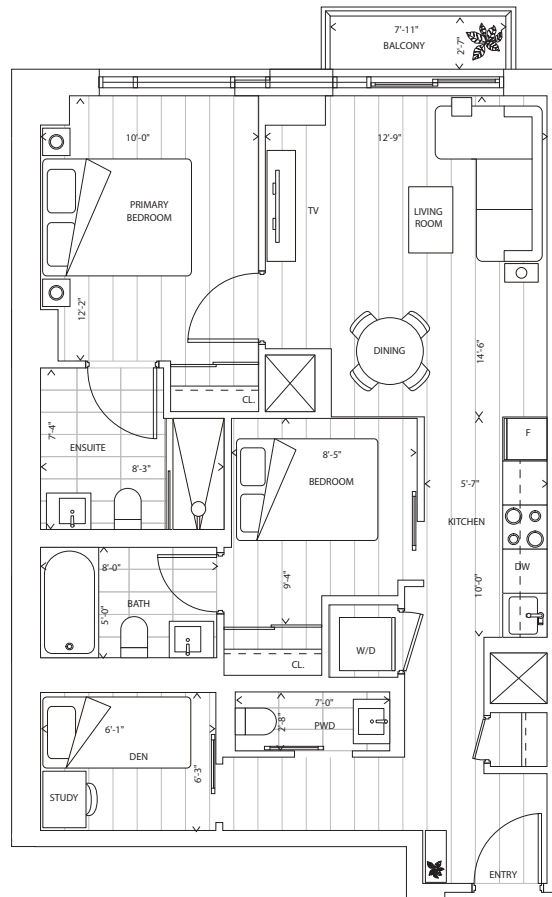 7'-11"
BALCONY
2'-7"
10'-0"
12'-9"
PRIMARY
BEDROOM
TV
LIVING
ROOM
12'-2"
DINING
14'-6"
CL.
7'-4"
ENSUITE
8'-3"
8'-5"
BEDROOM
F
5'-7"
KITCHEN
DW
8'-0"
9'-4"
10'-0"
5'-0"
BATH
W/D
CL.
7'-0"
2'-8"
PWD
6'-1"
DEN
6'-3"
STUDY
ENTRY